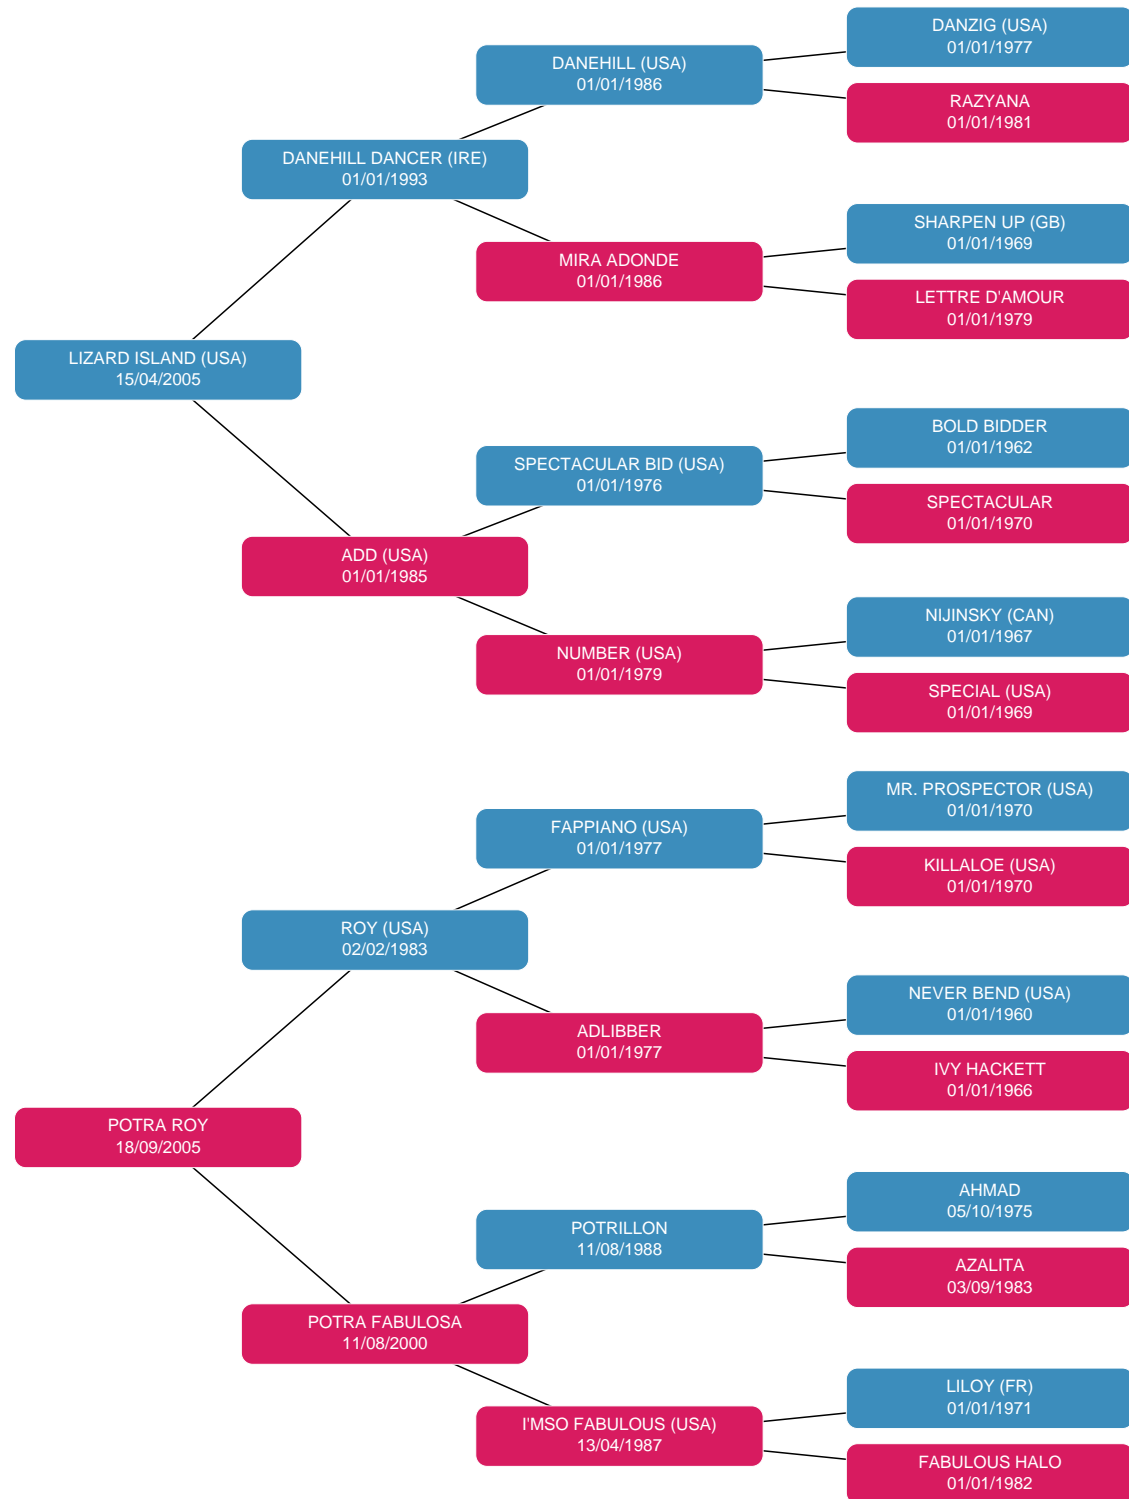 DANZIG (USA)
01/01/1977
DANEHILL (USA)
01/01/1986
RAZYANA
01/01/1981
DANEHILL DANCER (IRE)
01/01/1993
SHARPEN UP (GB)
01/01/1969
MIRA ADONDE
01/01/1986
LETTRE D'AMOUR
01/01/1979
LIZARD ISLAND (USA)
15/04/2005
BOLD BIDDER
01/01/1962
SPECTACULAR BID (USA)
01/01/1976
SPECTACULAR
01/01/1970
ADD (USA)
01/01/1985
NIJINSKY (CAN)
01/01/1967
NUMBER (USA)
01/01/1979
SPECIAL (USA)
01/01/1969
MR. PROSPECTOR (USA)
01/01/1970
FAPPIANO (USA)
01/01/1977
KILLALOE (USA)
01/01/1970
ROY (USA)
02/02/1983
NEVER BEND (USA)
01/01/1960
ADLIBBER
01/01/1977
IVY HACKETT
01/01/1966
POTRA ROY
18/09/2005
AHMAD
05/10/1975
POTRILLON
11/08/1988
AZALITA
03/09/1983
POTRA FABULOSA
11/08/2000
LILOY (FR)
01/01/1971
I'MSO FABULOUS (USA)
13/04/1987
FABULOUS HALO
01/01/1982